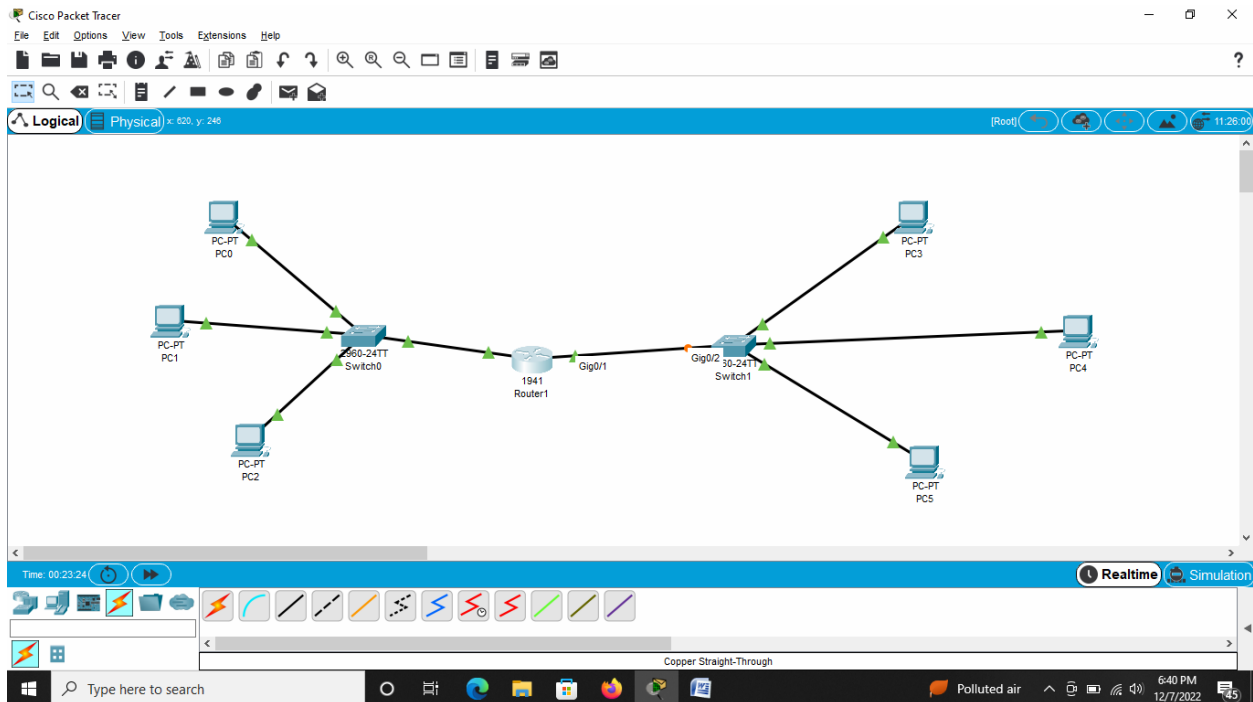 Cisco Packet Tracer
File Edit Options View Tools Extensions Help
?
Logical Physical x: 620, y: 246 [Root] 11:26:00
PC-PT
PC0
PC-PT
PC3
PC-PT
PC1
2960-24TT
Switch0
1941
Router1
Gig0/1
Gig0/2
60-24TT
Switch1
PC-PT
PC4
PC-PT
PC2
PC-PT
PC5
Time: 00:23:24 Realtime Simulation
Copper Straight-Through
Type here to search Polluted air 6:40 PM
12/7/2022
45